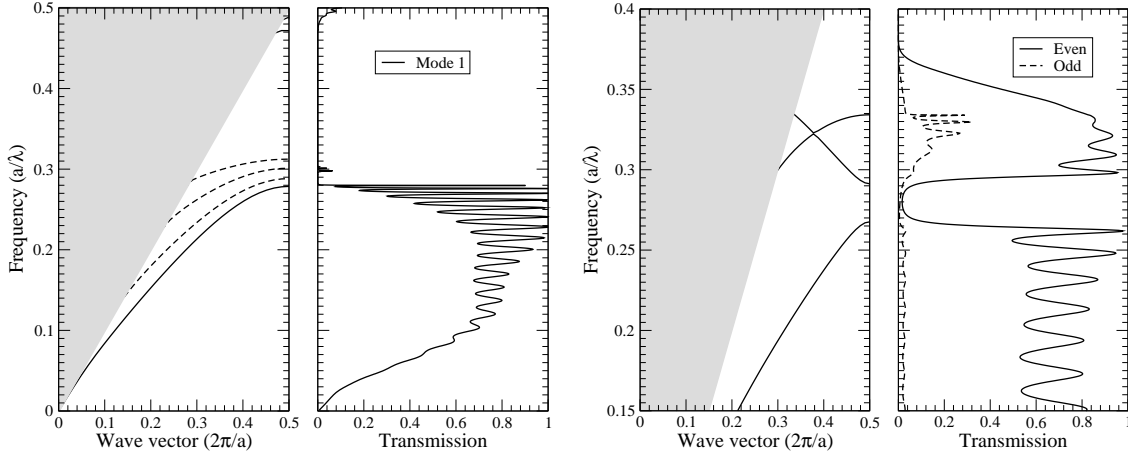 0.5
0.4
0.3
0.2
0.1
0
Frequency (a/λ)
0 0.1 0.2 0.3 0.4 0.5
Wave vector (2π/a)
Mode 1
0 0.2 0.4 0.6 0.8 1
Transmission
0.4
0.35
0.3
0.25
0.2
0.15
Frequency (a/λ)
0 0.1 0.2 0.3 0.4 0.5
Wave vector (2π/a)
Even
Odd
0 0.2 0.4 0.6 0.8 1
Transmission